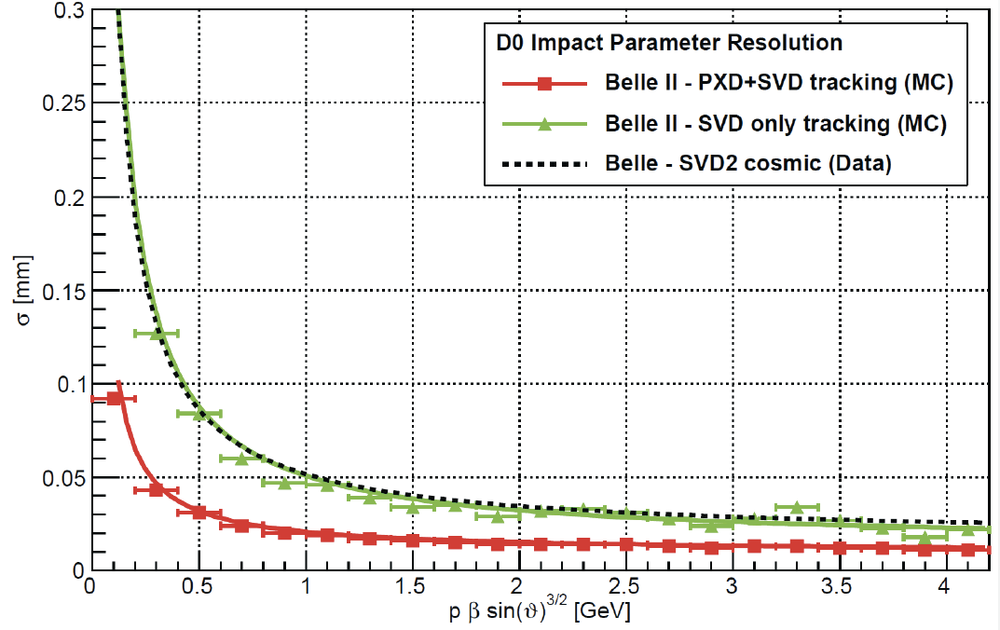 0.3
0.25
0.2
0.15
0.1
0.05
0
σ [mm]
D0 Impact Parameter Resolution
Belle II - PXD+SVD tracking (MC)
Belle II - SVD only tracking (MC)
Belle - SVD2 cosmic (Data)
0 0.5 1 1.5 2 2.5 3 3.5 4
p β sin(ϑ)^3/2 [GeV]